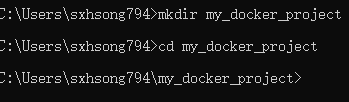 C:\Users\sxhsong794>mkdir my_docker_project
C:\Users\sxhsong794>cd my_docker_project
C:\Users\sxhsong794\my_docker_project>